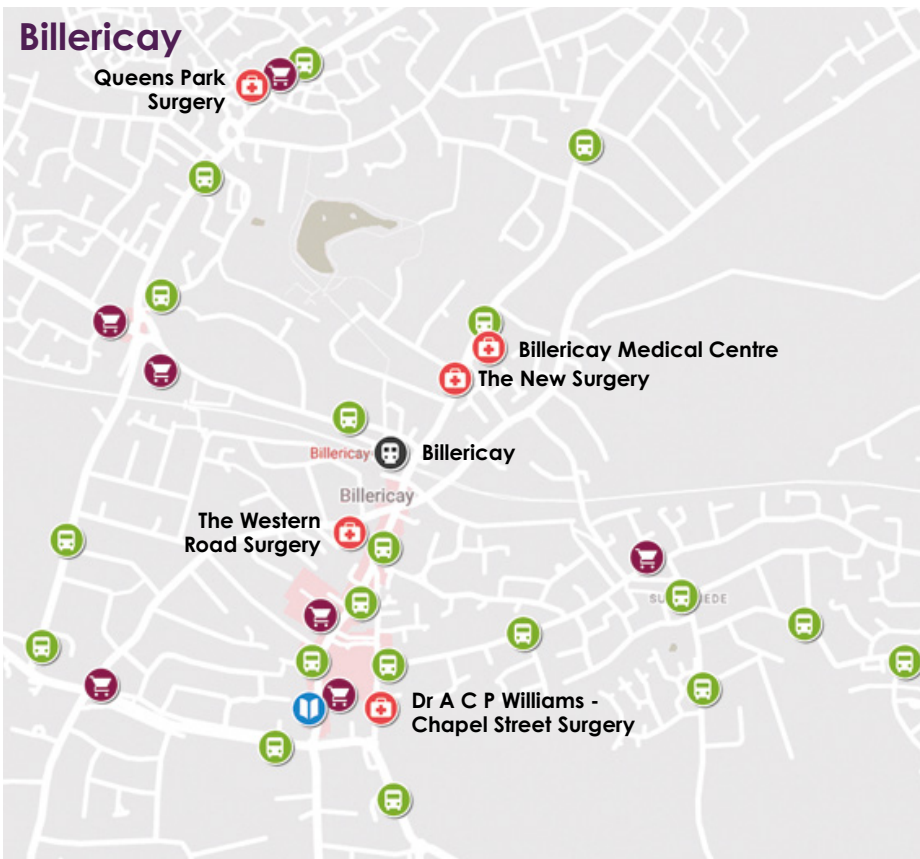 Billericay
Queens Park
Surgery
Billericay Medical Centre
The New Surgery
Billericay
Billericay
Billericay
The Western
Road Surgery
Dr A C P Williams -
Chapel Street Surgery